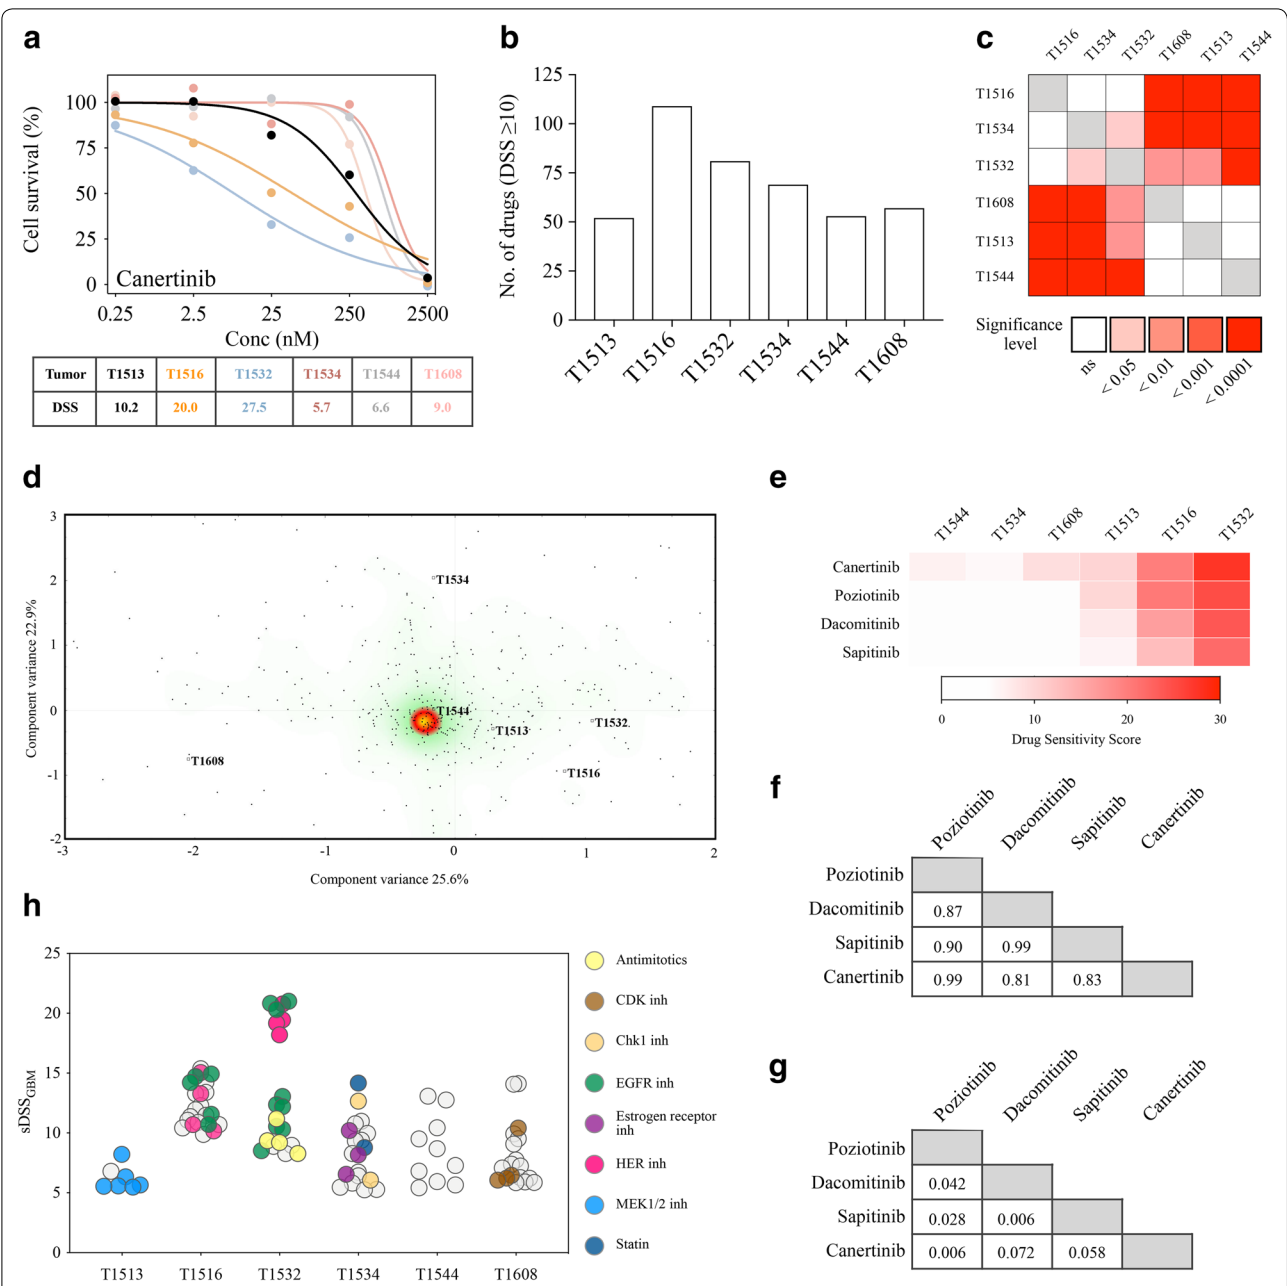 a
Cell survival (%)
100
75
50
25
0
Canertinib
0.25 2.5 25 250 2500
Conc (nM)
Tumor T1513 T1516 T1532 T1534 T1544 T1608
DSS 10.2 20.0 27.5 5.7 6.6 9.0
b
No. of drugs (DSS ≥10)
125
100
75
50
25
0
T1513 T1516 T1532 T1534 T1544 T1608
c
T1516 T1534 T1532 T1608 T1513 T1544
T1516
T1534
T1532
T1608
T1513
T1544
Significance
level
ns < 0.05 < 0.01 < 0.001 < 0.0001
d
Component variance 22.9%
3
2
1
0
-1
-2
T1534
T1544
T1513
T1532
T1516
T1608
-3 -2 -1 0 1 2
Component variance 25.6%
e
T1544 T1534 T1608 T1513 T1516 T1532
Canertinib
Poziotinib
Dacomitinib
Sapitinib
0 10 20 30
Drug Sensitivity Score
f
Poziotinib Dacomitinib Sapitinib Canertinib
Poziotinib
Dacomitinib 0.87
Sapitinib 0.90 0.99
Canertinib 0.99 0.81 0.83
g
Poziotinib Dacomitinib Sapitinib Canertinib
Poziotinib
Dacomitinib 0.042
Sapitinib 0.028 0.006
Canertinib 0.006 0.072 0.058
h
sDSSGBM
25
20
15
10
5
0
T1513 T1516 T1532 T1534 T1544 T1608
Antimitotics
CDK inh
Chk1 inh
EGFR inh
Estrogen receptor
inh
HER inh
MEK1/2 inh
Statin